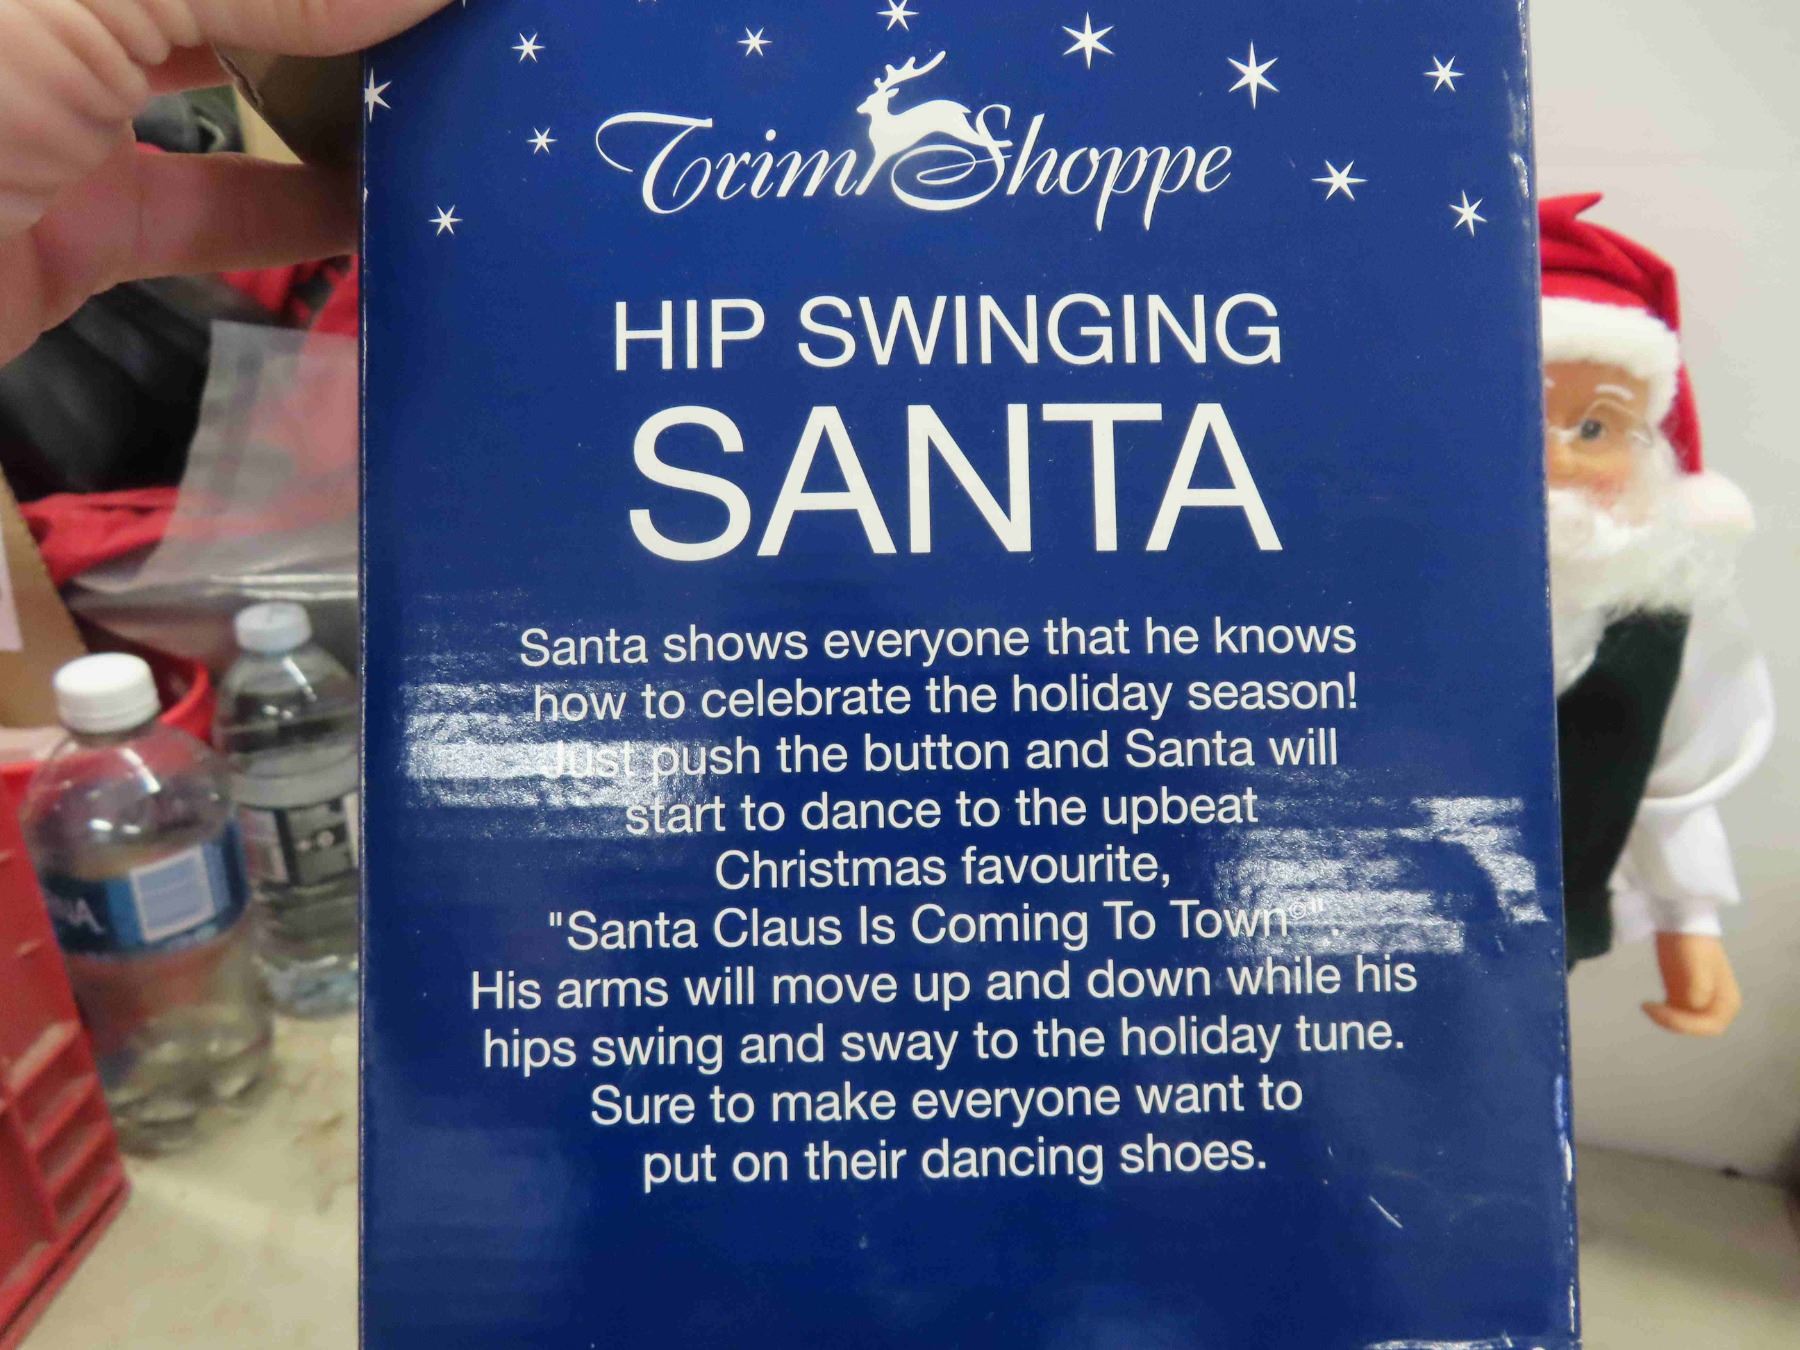 Trim Shoppe
HIP SWINGING
SANTA
Santa shows everyone that he knows
how to celebrate the holiday season!
Just push the button and Santa will
start to dance to the upbeat
Christmas favourite,
"Santa Claus Is Coming To Town©".
His arms will move up and down while his
hips swing and sway to the holiday tune.
Sure to make everyone want to
put on their dancing shoes.